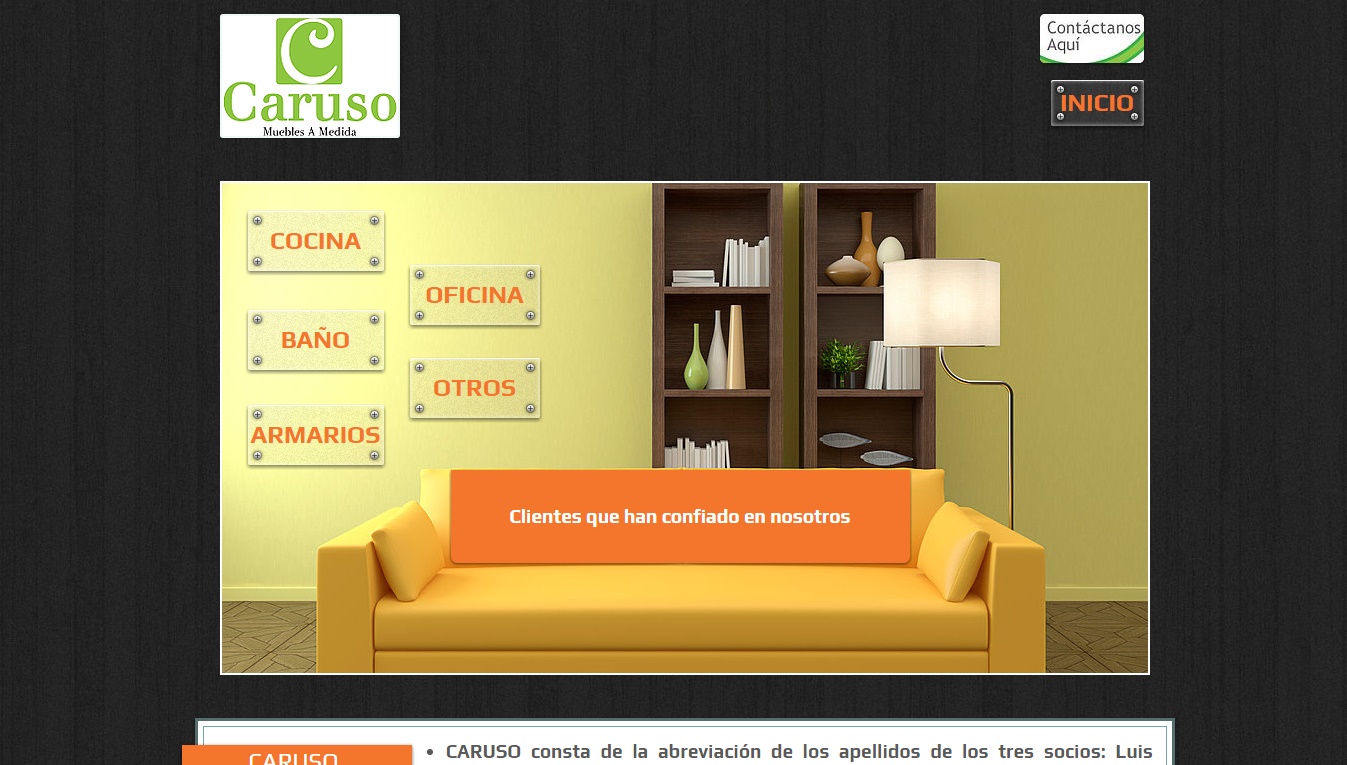 C
Caruso
Muebles A Medida
Contáctanos
Aquí
INICIO
COCINA
OFICINA
BAÑO
OTROS
ARMARIOS
Clientes que han confiado en nosotros
CARUSO
• CARUSO consta de la abreviación de los apellidos de los tres socios: Luis